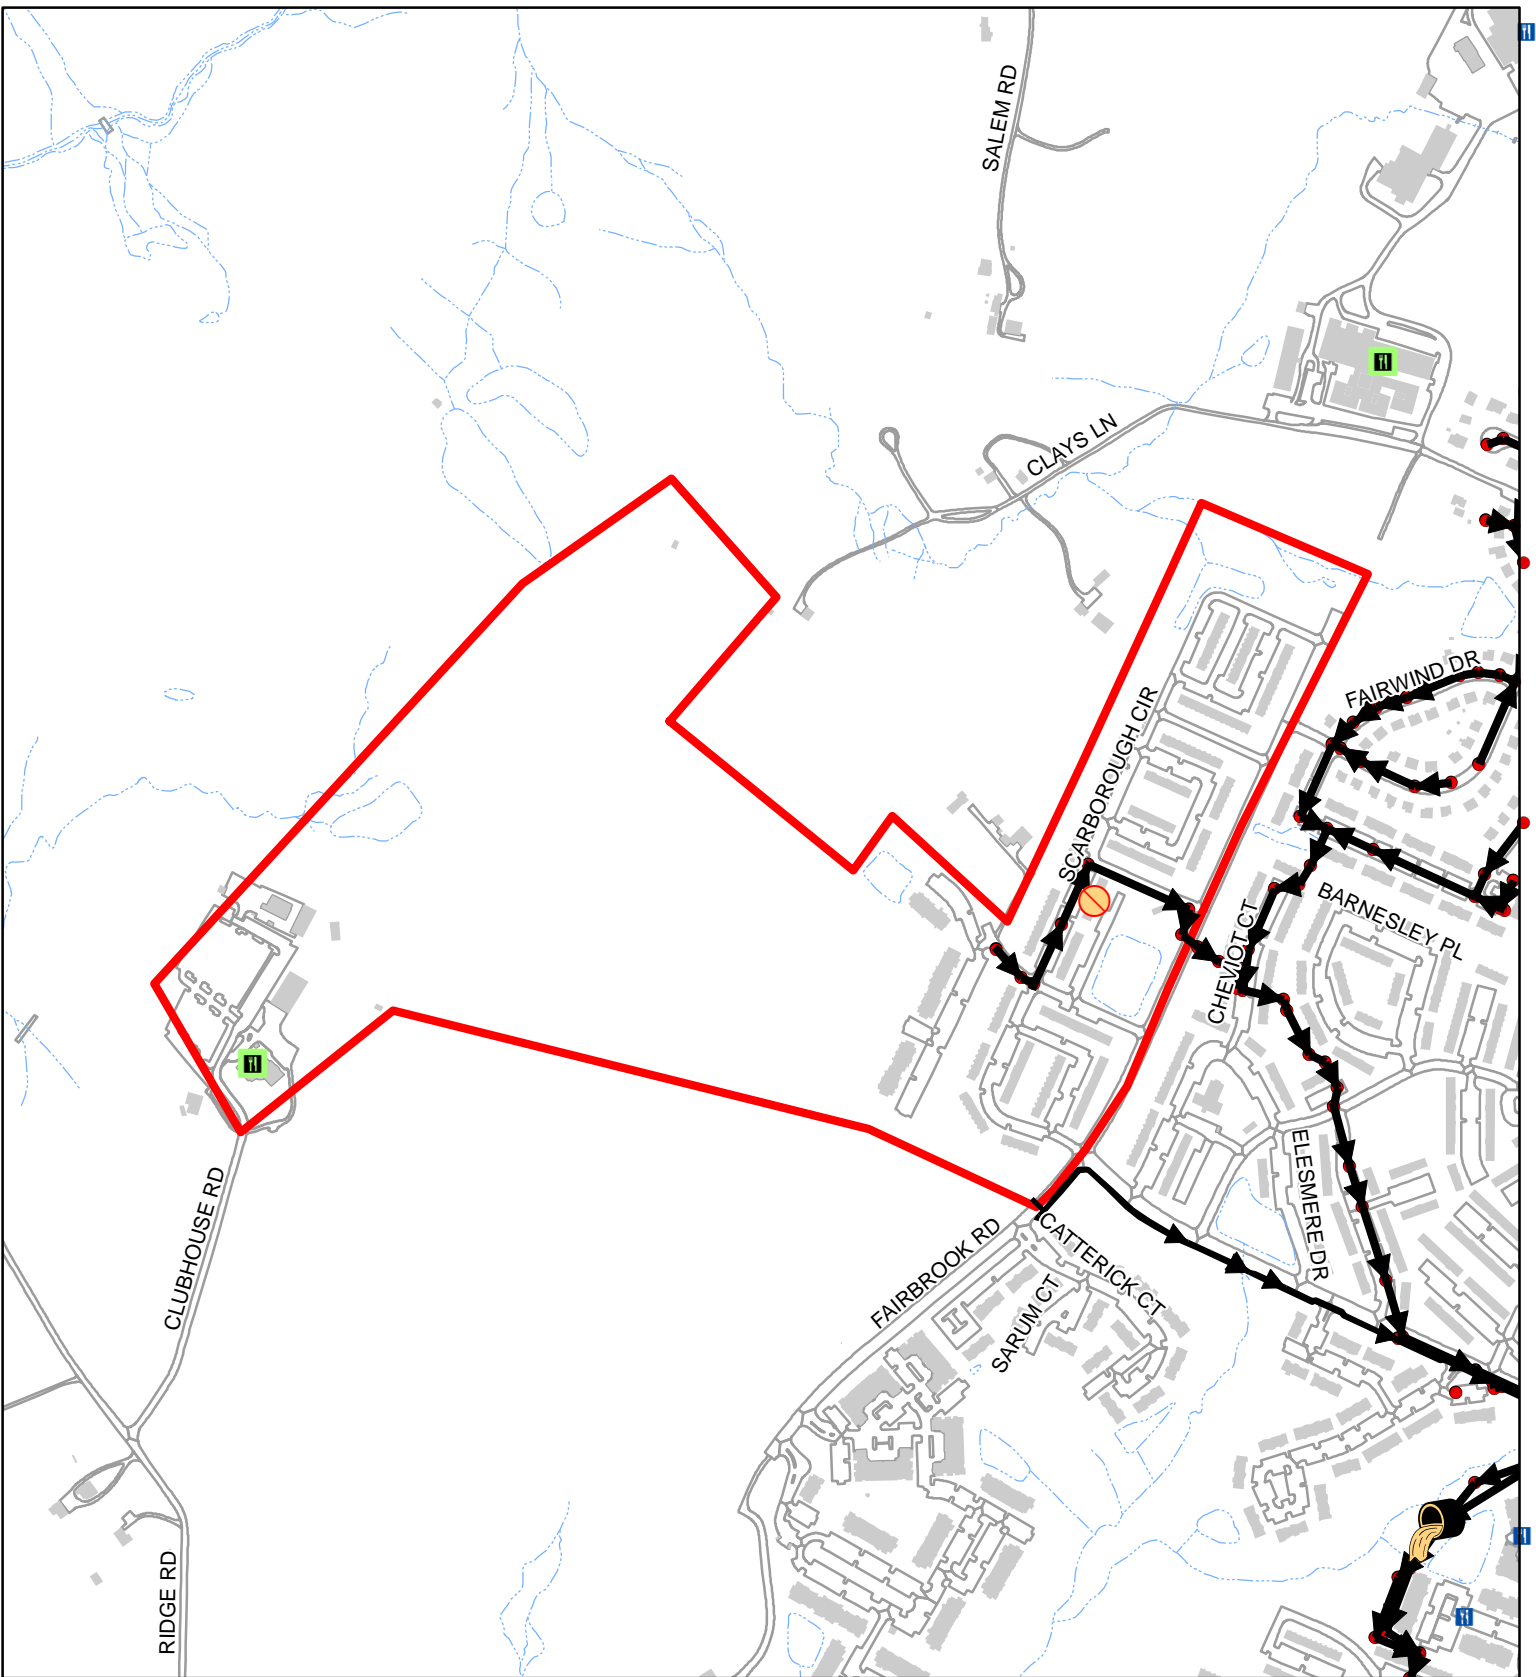 SALEM RD
CLAYS LN
FAIRWIND DR
SCARBOROUGH CIR
BARNESLEY PL
CHEVIOT CT
ELESMERE DR
CLUBHOUSE RD
FAIRBROOK RD
CATTERICK CT
SARUM CT
RIDGE RD